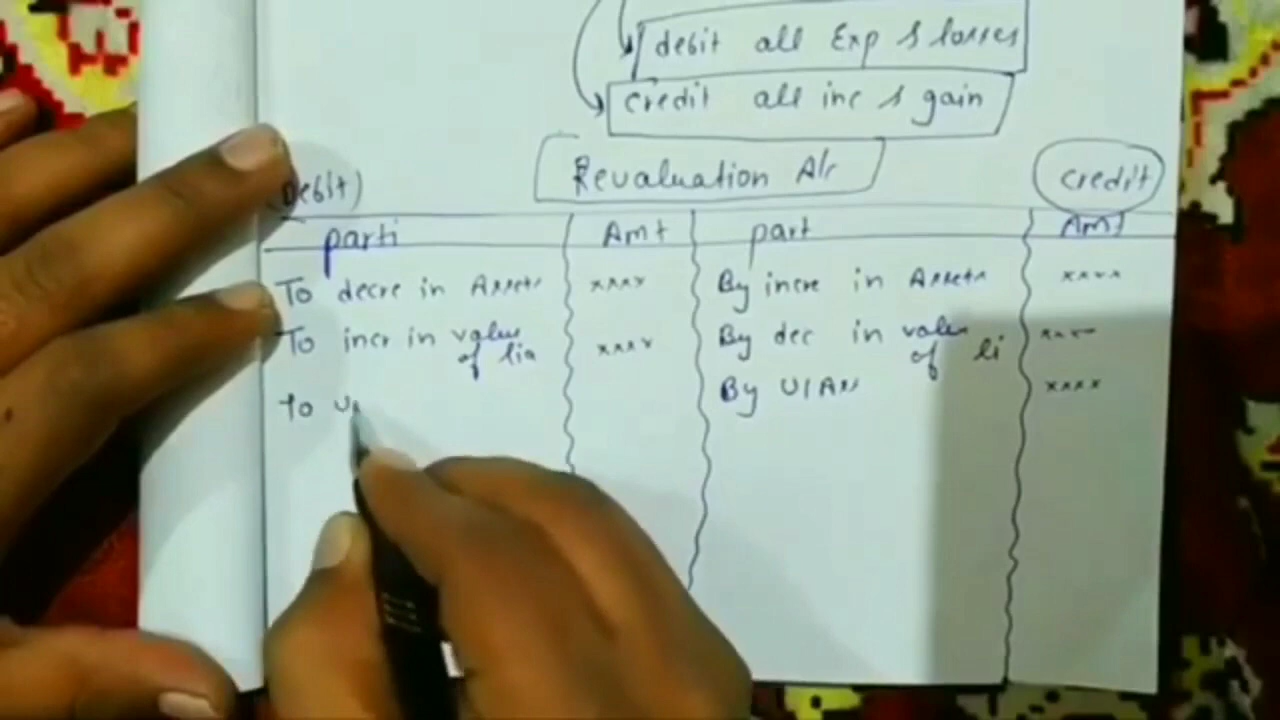 debit all Exp & losses
credit all inc & gain
Revaluation A/c
Debit) credit
parti Amt part Amt
To decre in Assets xxxx By incre in Assets xxxx
To incr in value of lia xxxx By dec in value of li xxxx
To U By U/Ass xxxx